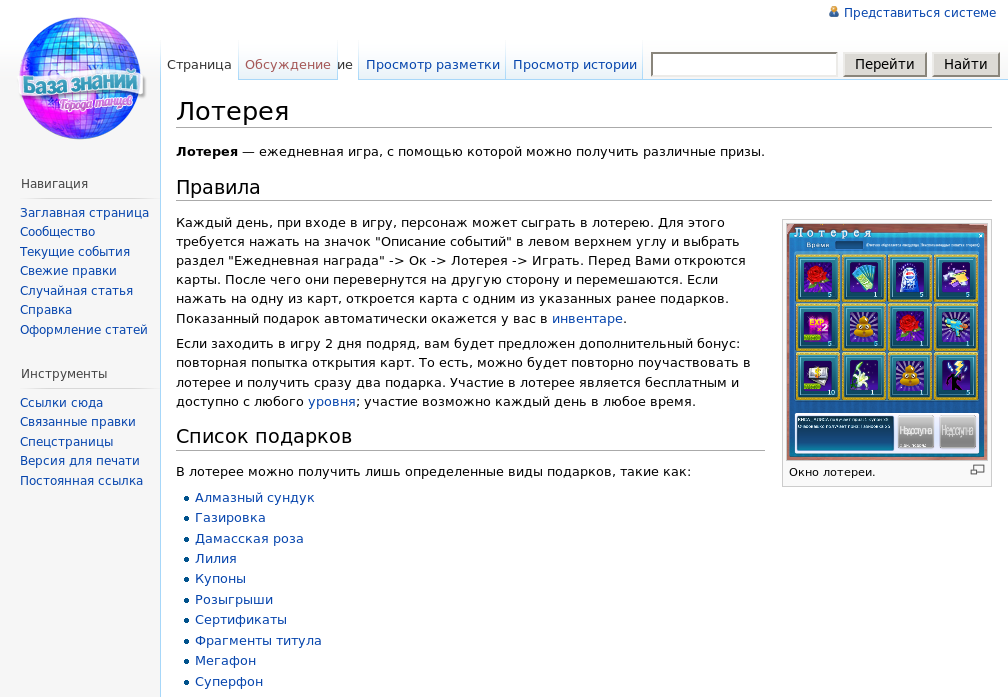 Представиться системе
База знаний
Города танцев
Страница
Обсуждение
ие
Просмотр разметки
Просмотр истории
Перейти
Найти
Лотерея
Лотерея — ежедневная игра, с помощью которой можно получить различные призы.
Навигация
Заглавная страница
Сообщество
Текущие события
Свежие правки
Случайная статья
Справка
Оформление статей
Инструменты
Ссылки сюда
Связанные правки
Спецстраницы
Версия для печати
Постоянная ссылка
Правила
Каждый день, при входе в игру, персонаж может сыграть в лотерею. Для этого
требуется нажать на значок "Описание событий" в левом верхнем углу и выбрать
раздел "Ежедневная награда" -> Ок -> Лотерея -> Играть. Перед Вами откроются
карты. После чего они перевернутся на другую сторону и перемешаются. Если
нажать на одну из карт, откроется карта с одним из указанных ранее подарков.
Показанный подарок автоматически окажется у вас в инвентаре.
Если заходить в игру 2 дня подряд, вам будет предложен дополнительный бонус:
повторная попытка открытия карт. То есть, можно будет повторно поучаствовать в
лотерее и получить сразу два подарка. Участие в лотерее является бесплатным и
доступно с любого уровня; участие возможно каждый день в любое время.
Лотерея
Время
5 1 5 5
EXP x2
5 5 1 1
10 1 1 5
Недоступно
Недоступно
Окно лотереи.
Список подарков
В лотерее можно получить лишь определенные виды подарков, такие как:
Алмазный сундук
Газировка
Дамасская роза
Лилия
Купоны
Розыгрыши
Сертификаты
Фрагменты титула
Мегафон
Суперфон